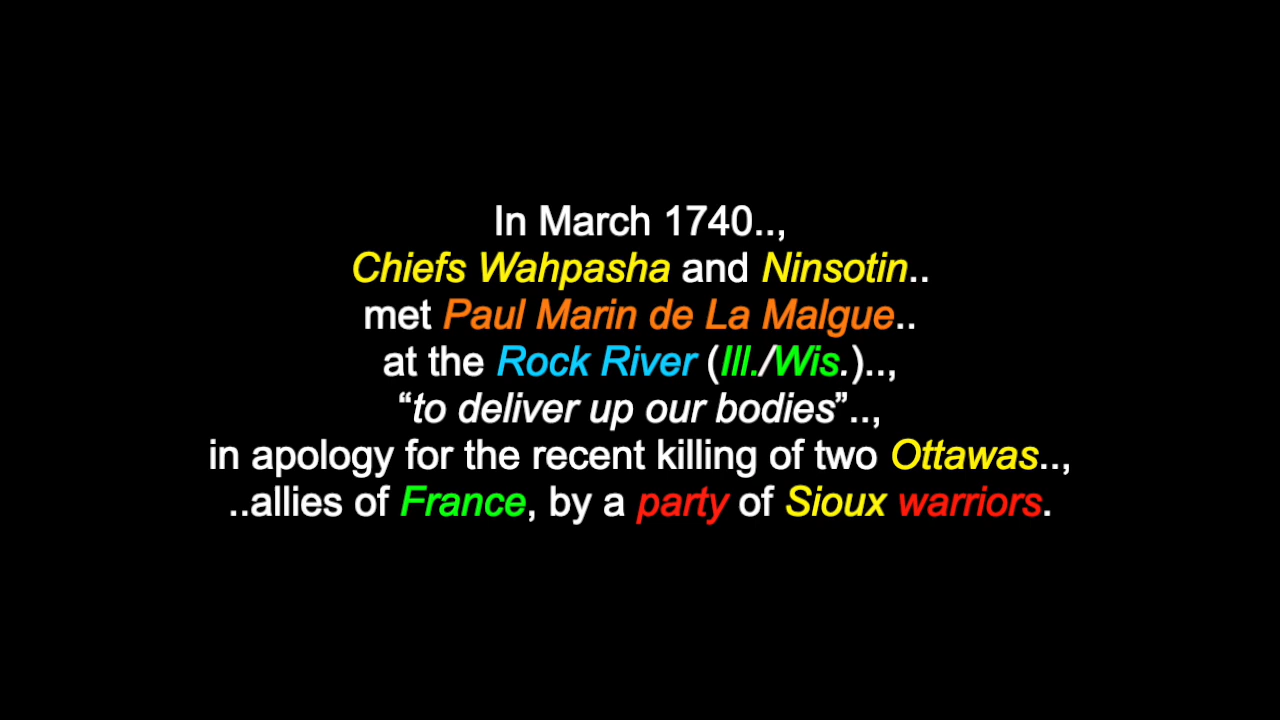 In March 1740..,
Chiefs Wahpasha and Ninsotin..
met Paul Marin de La Malgue..
at the Rock River (Ill./Wis.)..,
“to deliver up our bodies”..,
in apology for the recent killing of two Ottawas..,
..allies of France, by a party of Sioux warriors.